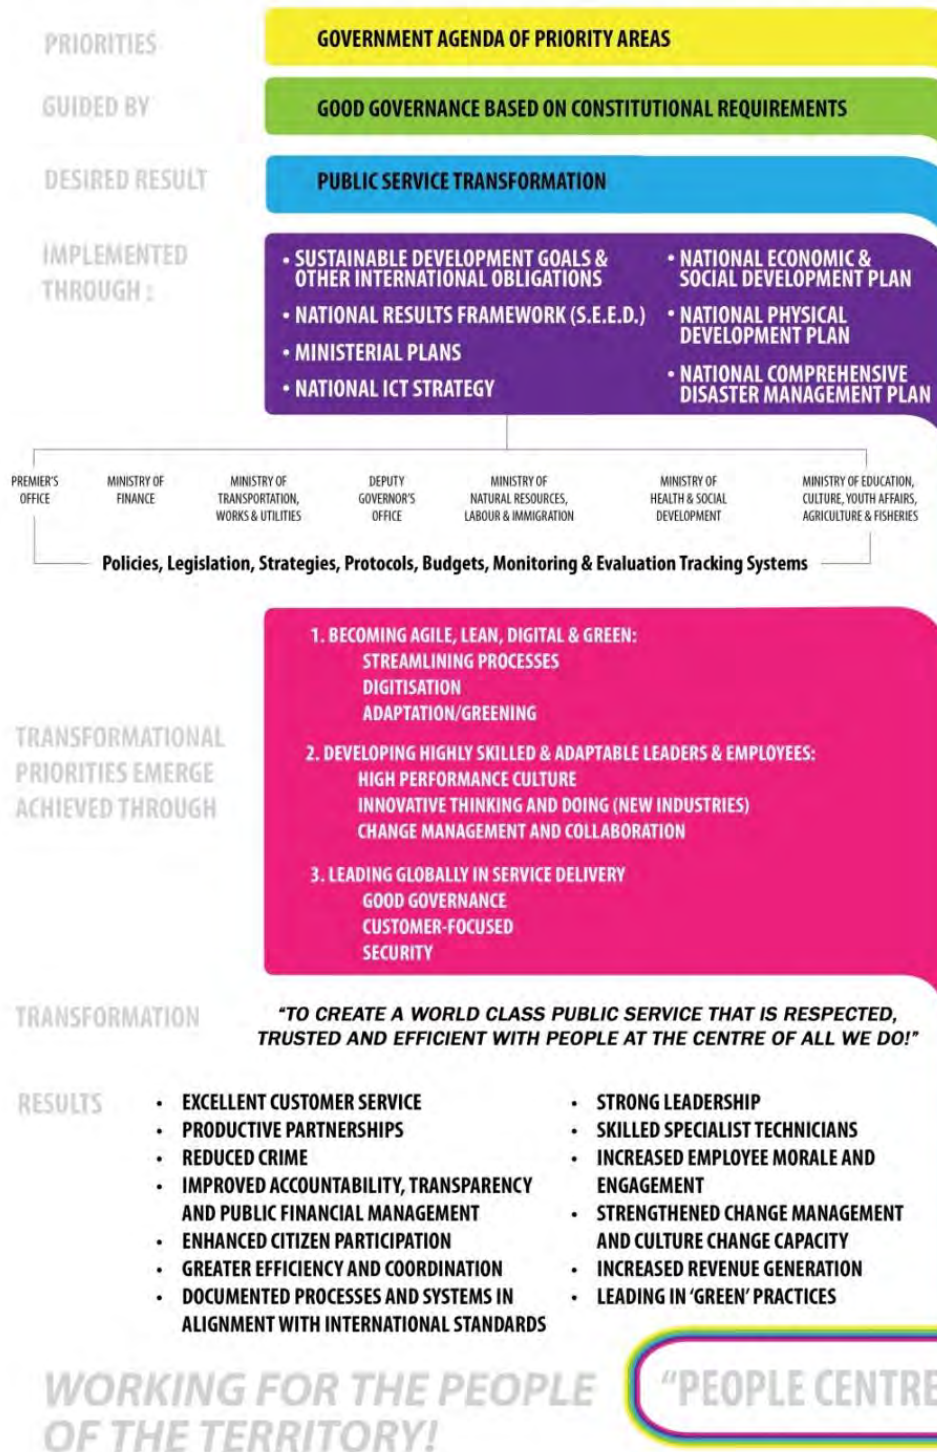 PRIORITIES
GOVERNMENT AGENDA OF PRIORITY AREAS
GUIDED BY
GOOD GOVERNANCE BASED ON CONSTITUTIONAL REQUIREMENTS
DESIRED RESULT
PUBLIC SERVICE TRANSFORMATION
IMPLEMENTED
THROUGH :
• SUSTAINABLE DEVELOPMENT GOALS &
OTHER INTERNATIONAL OBLIGATIONS
• NATIONAL RESULTS FRAMEWORK (S.E.E.D.)
• MINISTERIAL PLANS
• NATIONAL ICT STRATEGY
• NATIONAL ECONOMIC &
SOCIAL DEVELOPMENT PLAN
• NATIONAL PHYSICAL
DEVELOPMENT PLAN
• NATIONAL COMPREHENSIVE
DISASTER MANAGEMENT PLAN
PREMIER'S
OFFICE
MINISTRY OF
FINANCE
MINISTRY OF
TRANSPORTATION,
WORKS & UTILITIES
DEPUTY
GOVERNOR'S
OFFICE
MINISTRY OF
NATURAL RESOURCES,
LABOUR & IMMIGRATION
MINISTRY OF
HEALTH & SOCIAL
DEVELOPMENT
MINISTRY OF EDUCATION,
CULTURE, YOUTH AFFAIRS,
AGRICULTURE & FISHERIES
Policies, Legislation, Strategies, Protocols, Budgets, Monitoring & Evaluation Tracking Systems
TRANSFORMATIONAL
PRIORITIES EMERGE
ACHIEVED THROUGH
1. BECOMING AGILE, LEAN, DIGITAL & GREEN:
STREAMLINING PROCESSES
DIGITISATION
ADAPTATION/GREENING
2. DEVELOPING HIGHLY SKILLED & ADAPTABLE LEADERS & EMPLOYEES:
HIGH PERFORMANCE CULTURE
INNOVATIVE THINKING AND DOING (NEW INDUSTRIES)
CHANGE MANAGEMENT AND COLLABORATION
3. LEADING GLOBALLY IN SERVICE DELIVERY
GOOD GOVERNANCE
CUSTOMER-FOCUSED
SECURITY
TRANSFORMATION
"TO CREATE A WORLD CLASS PUBLIC SERVICE THAT IS RESPECTED,
TRUSTED AND EFFICIENT WITH PEOPLE AT THE CENTRE OF ALL WE DO!"
RESULTS
• EXCELLENT CUSTOMER SERVICE
• PRODUCTIVE PARTNERSHIPS
• REDUCED CRIME
• IMPROVED ACCOUNTABILITY, TRANSPARENCY
AND PUBLIC FINANCIAL MANAGEMENT
• ENHANCED CITIZEN PARTICIPATION
• GREATER EFFICIENCY AND COORDINATION
• DOCUMENTED PROCESSES AND SYSTEMS IN
ALIGNMENT WITH INTERNATIONAL STANDARDS
• STRONG LEADERSHIP
• SKILLED SPECIALIST TECHNICIANS
• INCREASED EMPLOYEE MORALE AND
ENGAGEMENT
• STRENGTHENED CHANGE MANAGEMENT
AND CULTURE CHANGE CAPACITY
• INCREASED REVENUE GENERATION
• LEADING IN 'GREEN' PRACTICES
WORKING FOR THE PEOPLE
OF THE TERRITORY!
"PEOPLE CENTRE